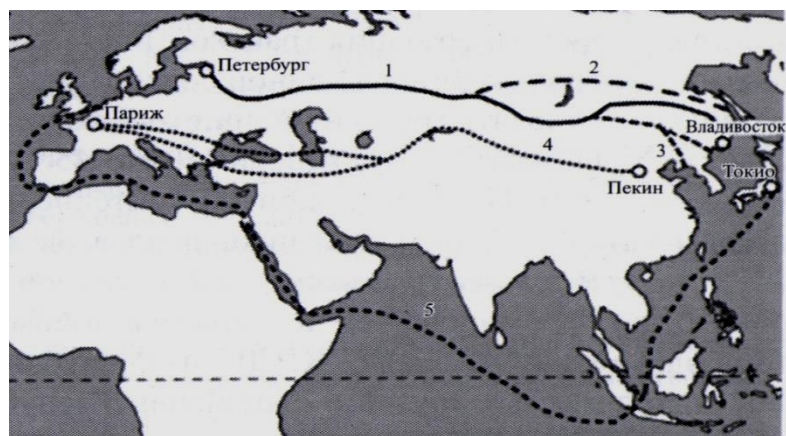 Петербург
1
2
Париж
Владивосток
3
4
Токио
Пекин
5